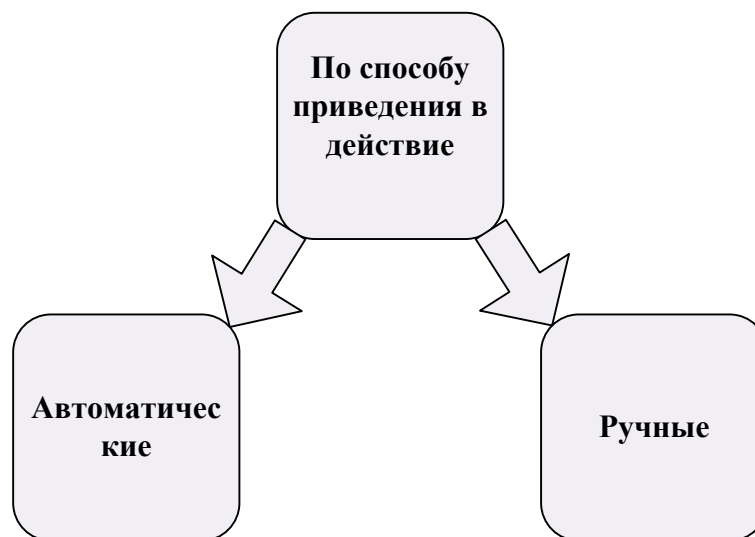 По способу
приведения в
действие
Автоматичес
кие
Ручные